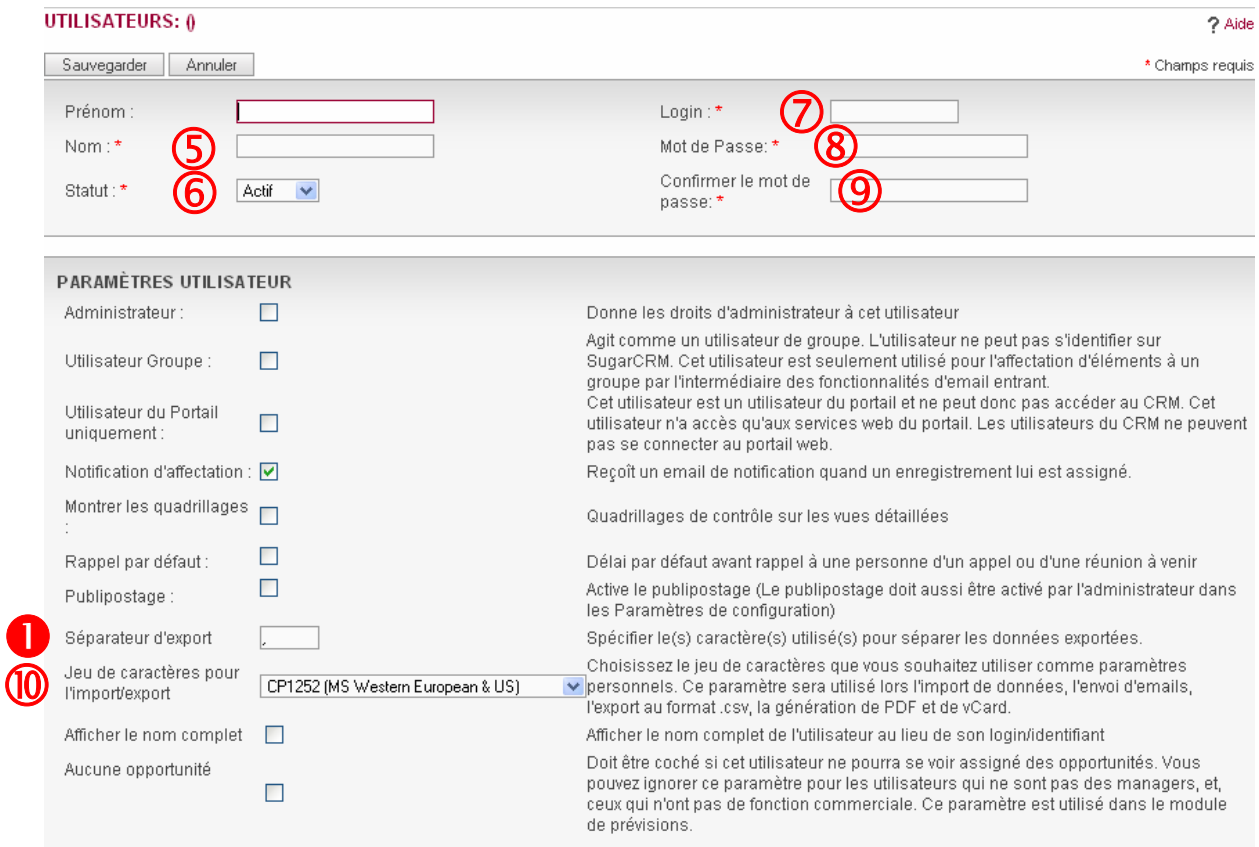 UTILISATEURS: ()
? Aide
Sauvegarder Annuler
* Champs requis
Prénom :
Login : * ⑦
Nom : * ⑤
Mot de Passe: * ⑧
Statut : * ⑥ Actif
Confirmer le mot de
passe: * ⑨
PARAMÈTRES UTILISATEUR
Administrateur :
Donne les droits d'administrateur à cet utilisateur
Utilisateur Groupe :
Agit comme un utilisateur de groupe. L'utilisateur ne peut pas s'identifier sur
SugarCRM. Cet utilisateur est seulement utilisé pour l'affectation d'éléments à un
groupe par l'intermédiaire des fonctionnalités d'email entrant.
Utilisateur du Portail
uniquement :
Cet utilisateur est un utilisateur du portail et ne peut donc pas accéder au CRM. Cet
utilisateur n'a accès qu'aux services web du portail. Les utilisateurs du CRM ne peuvent
pas se connecter au portail web.
Notification d'affectation :
Reçoît un email de notification quand un enregistrement lui est assigné.
Montrer les quadrillages
:
Quadrillages de contrôle sur les vues détaillées
Rappel par défaut :
Délai par défaut avant rappel à une personne d'un appel ou d'une réunion à venir
Publipostage :
Active le publipostage (Le publipostage doit aussi être activé par l'administrateur dans
les Paramètres de configuration)
❶ Séparateur d'export ,
Spécifier le(s) caractère(s) utilisé(s) pour séparer les données exportées.
⑩ Jeu de caractères pour
l'import/export
CP1252 (MS Western European & US)
Choisissez le jeu de caractères que vous souhaitez utiliser comme paramètres
personnels. Ce paramètre sera utilisé lors l'import de données, l'envoi d'emails,
l'export au format .csv, la génération de PDF et de vCard.
Afficher le nom complet
Afficher le nom complet de l'utilisateur au lieu de son login/identifiant
Aucune opportunité
Doit être coché si cet utilisateur ne pourra se voir assigné des opportunités. Vous
pouvez ignorer ce paramètre pour les utilisateurs qui ne sont pas des managers, et,
ceux qui n'ont pas de fonction commerciale. Ce paramètre est utilisé dans le module
de prévisions.